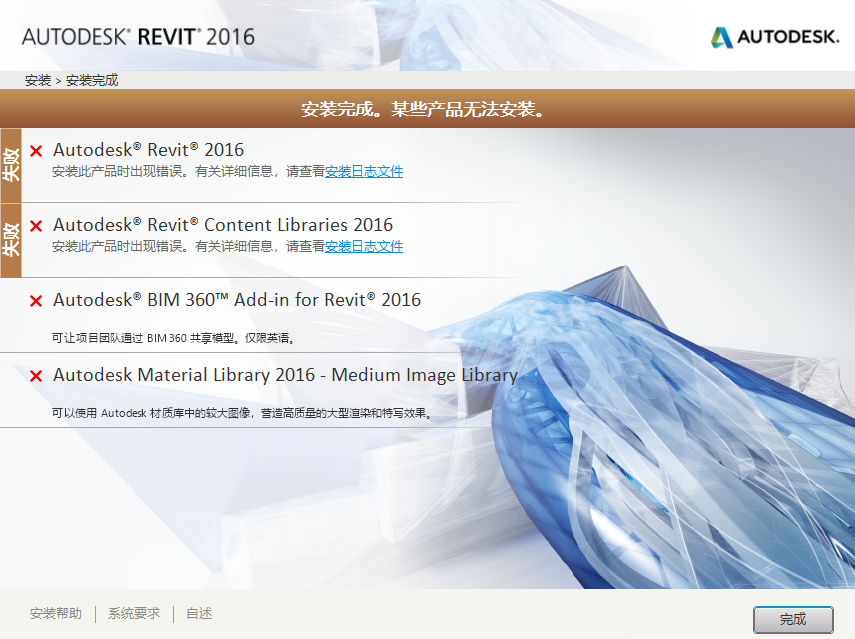 AUTODESK® REVIT® 2016
AUTODESK.
安装 > 安装完成
安装完成。某些产品无法安装。
失败
Autodesk® Revit® 2016
安装此产品时出现错误。有关详细信息，请查看安装日志文件
失败
Autodesk® Revit® Content Libraries 2016
安装此产品时出现错误。有关详细信息，请查看安装日志文件
Autodesk® BIM 360™ Add-in for Revit® 2016
可让项目团队通过 BIM 360 共享模型。仅限英语。
Autodesk Material Library 2016 - Medium Image Library
可以使用 Autodesk 材质库中的较大图像，营造高质量的大型渲染和特写效果。
安装帮助 | 系统要求 | 自述
完成